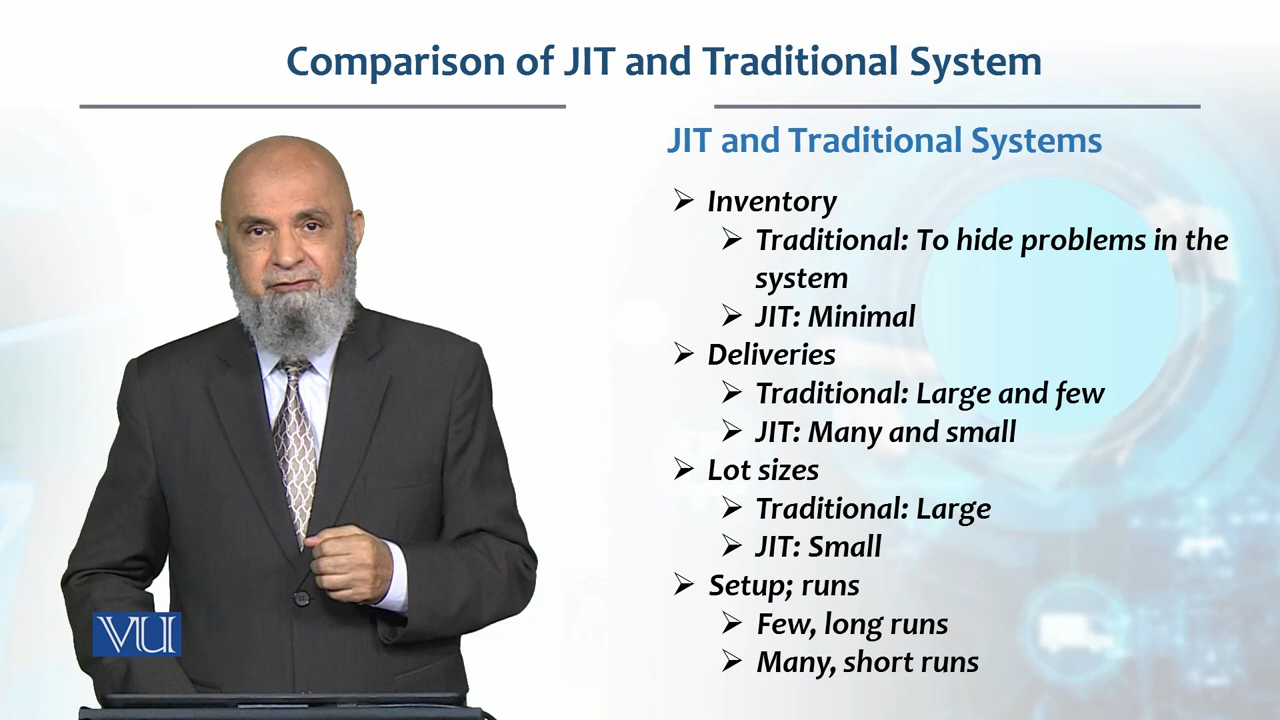 Comparison of JIT and Traditional System
JIT and Traditional Systems
Inventory
Traditional: To hide problems in the
system
JIT: Minimal
Deliveries
Traditional: Large and few
JIT: Many and small
Lot sizes
Traditional: Large
JIT: Small
Setup; runs
Few, long runs
Many, short runs
VU